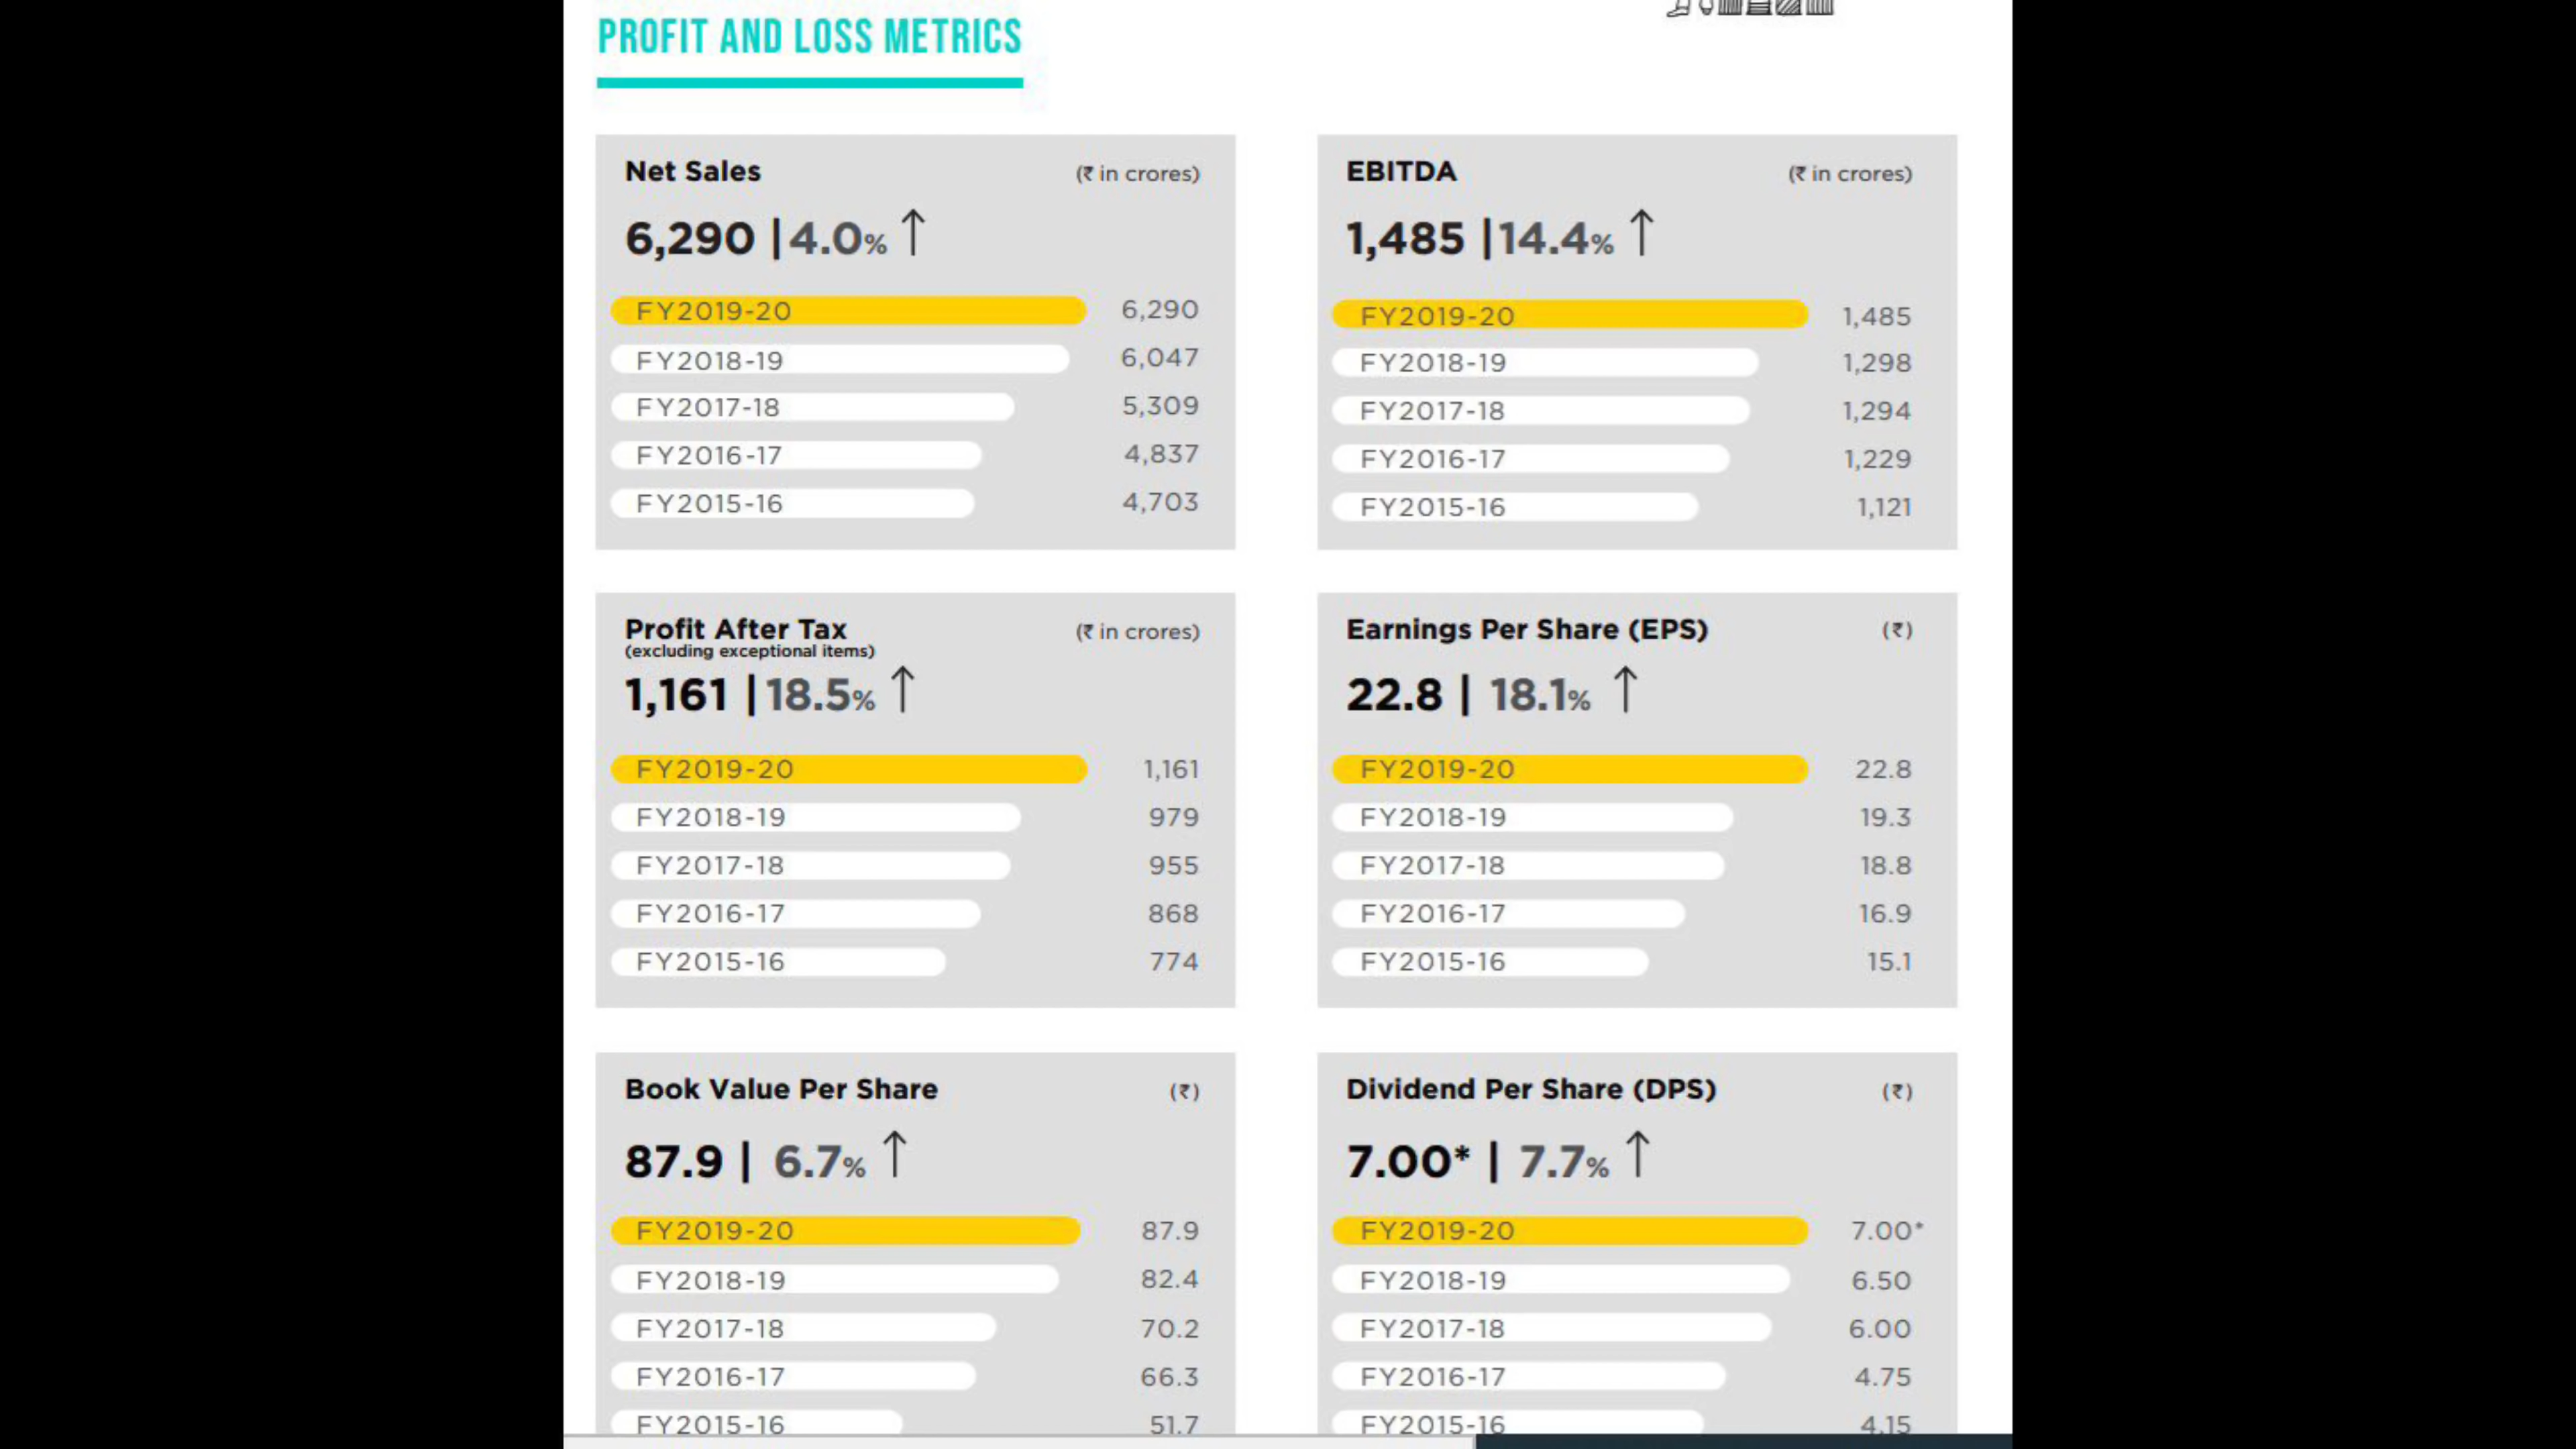 PROFIT AND LOSS METRICS
Net Sales (₹ in crores)
6,290 | 4.0% ↑
FY2019-20 6,290
FY2018-19 6,047
FY2017-18 5,309
FY2016-17 4,837
FY2015-16 4,703
EBITDA (₹ in crores)
1,485 | 14.4% ↑
FY2019-20 1,485
FY2018-19 1,298
FY2017-18 1,294
FY2016-17 1,229
FY2015-16 1,121
Profit After Tax (₹ in crores)
(excluding exceptional items)
1,161 | 18.5% ↑
FY2019-20 1,161
FY2018-19 979
FY2017-18 955
FY2016-17 868
FY2015-16 774
Earnings Per Share (EPS) (₹)
22.8 | 18.1% ↑
FY2019-20 22.8
FY2018-19 19.3
FY2017-18 18.8
FY2016-17 16.9
FY2015-16 15.1
Book Value Per Share (₹)
87.9 | 6.7% ↑
FY2019-20 87.9
FY2018-19 82.4
FY2017-18 70.2
FY2016-17 66.3
FY2015-16 51.7
Dividend Per Share (DPS) (₹)
7.00* | 7.7% ↑
FY2019-20 7.00*
FY2018-19 6.50
FY2017-18 6.00
FY2016-17 4.75
FY2015-16 4.15